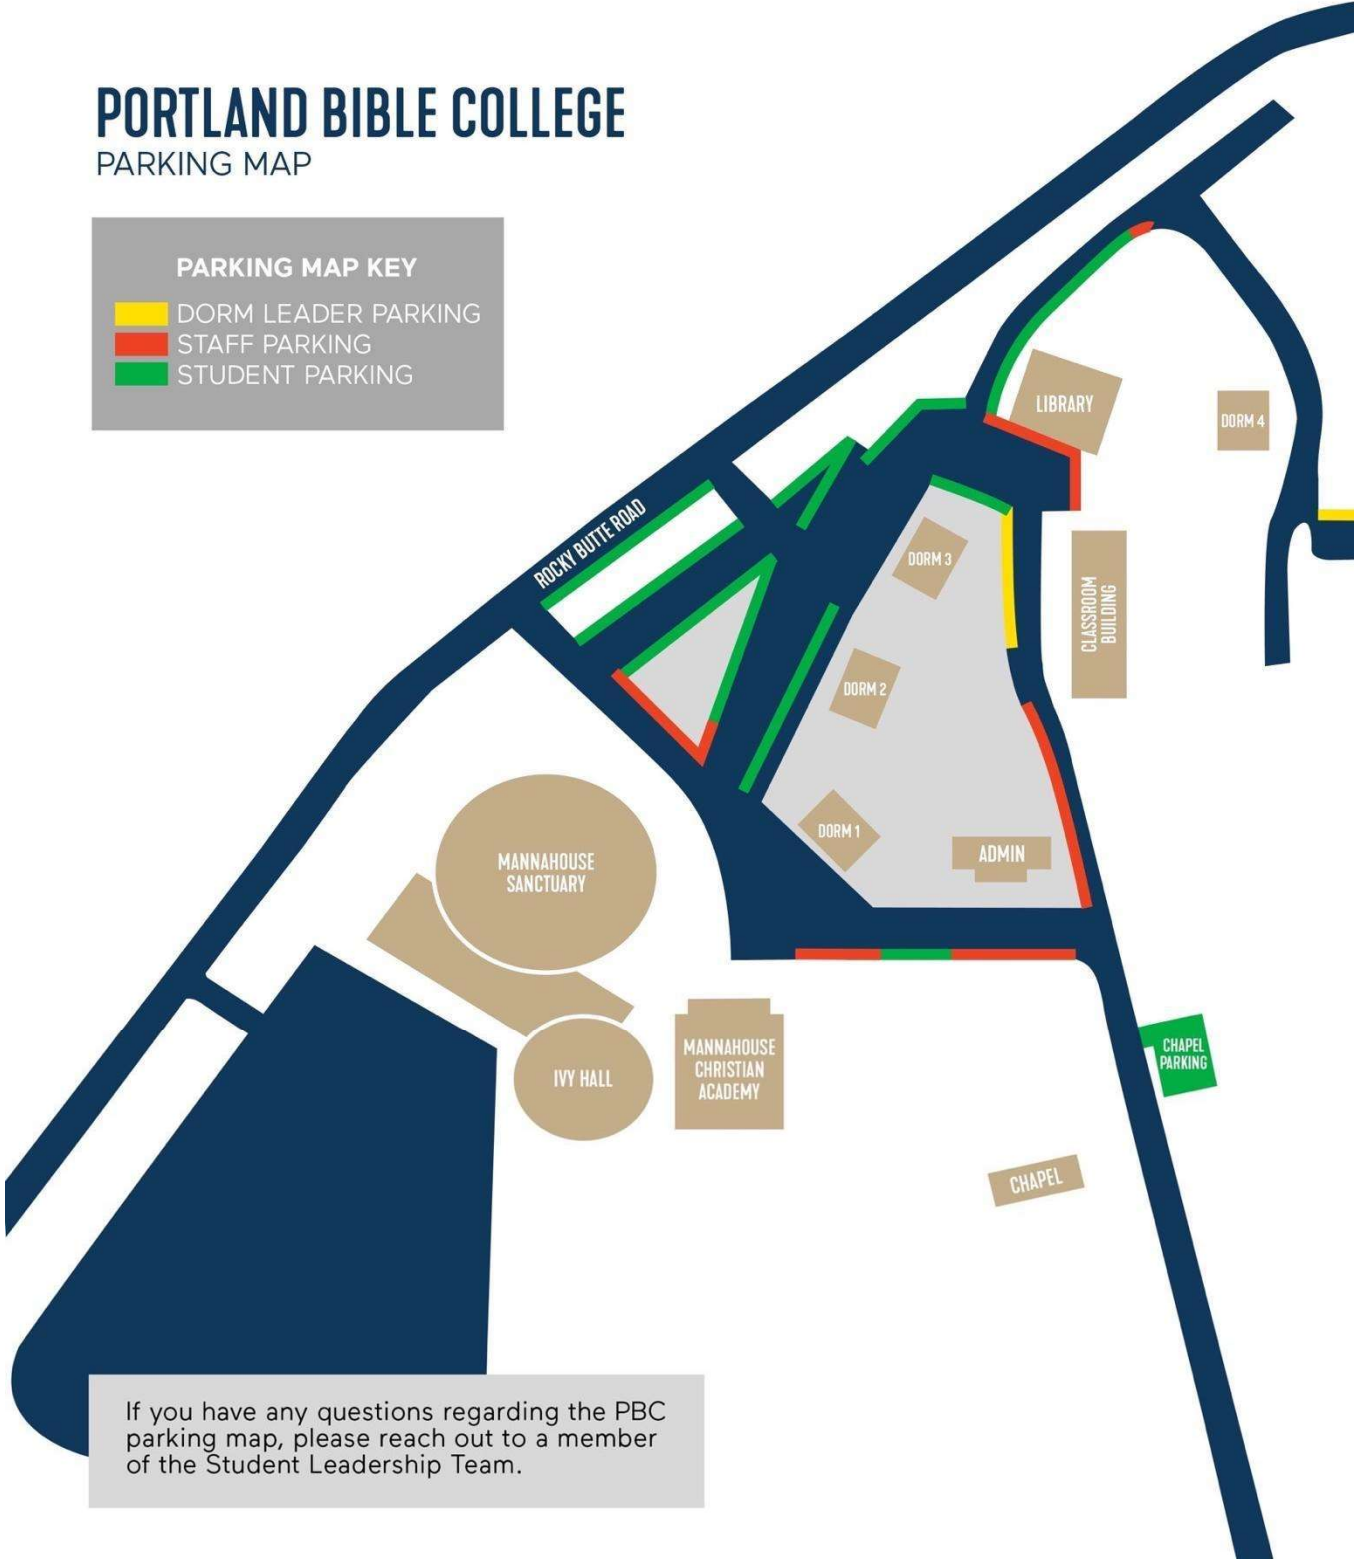 PORTLAND BIBLE COLLEGE
PARKING MAP
PARKING MAP KEY
DORM LEADER PARKING
STAFF PARKING
STUDENT PARKING
LIBRARY
DORM 4
ROCKY BUTTE ROAD
DORM 3
CLASSROOM
BUILDING
DORM 2
DORM 1
ADMIN
MANNAHOUSE
SANCTUARY
IVY HALL
MANNAHOUSE
CHRISTIAN
ACADEMY
CHAPEL
PARKING
CHAPEL
If you have any questions regarding the PBC
parking map, please reach out to a member
of the Student Leadership Team.